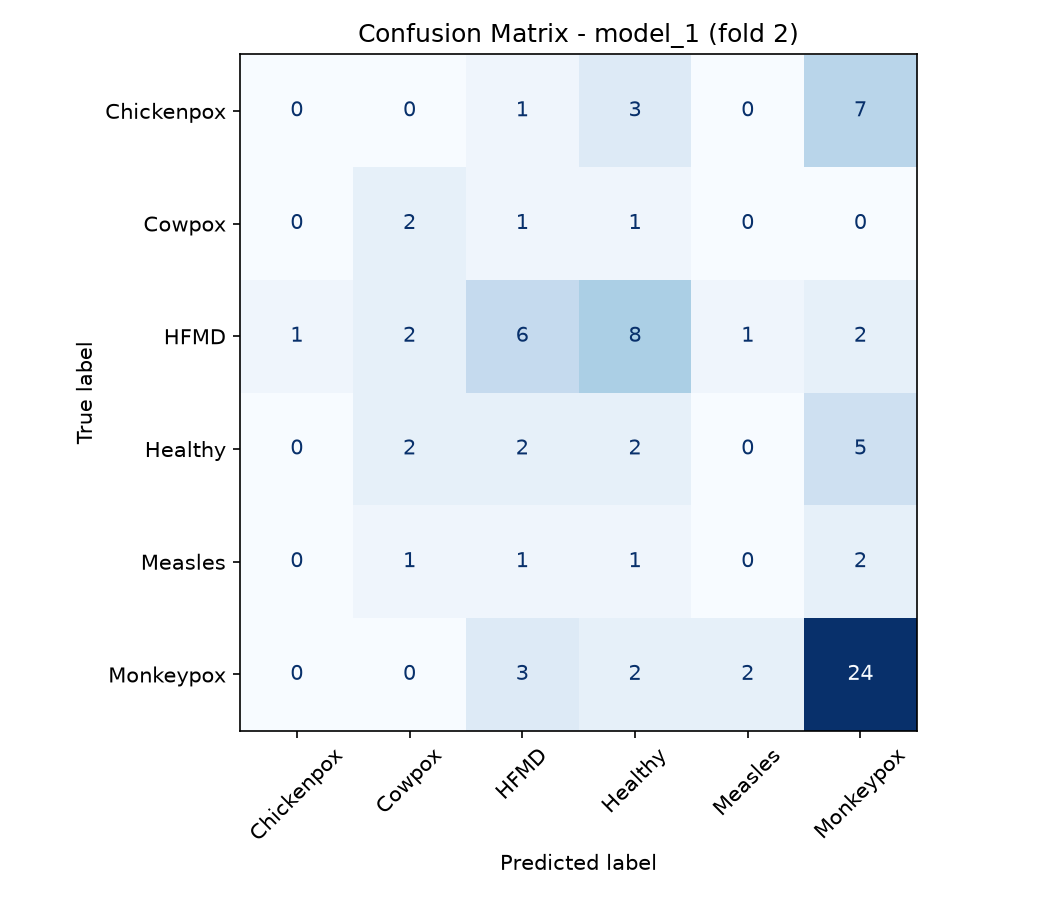 Confusion Matrix - model_1 (fold 2)
Chickenpox 0 0 1 3 0 7
Cowpox 0 2 1 1 0 0
HFMD 1 2 6 8 1 2
Healthy 0 2 2 2 0 5
Measles 0 1 1 1 0 2
Monkeypox 0 0 3 2 2 24
True label
Chickenpox Cowpox HFMD Healthy Measles Monkeypox
Predicted label